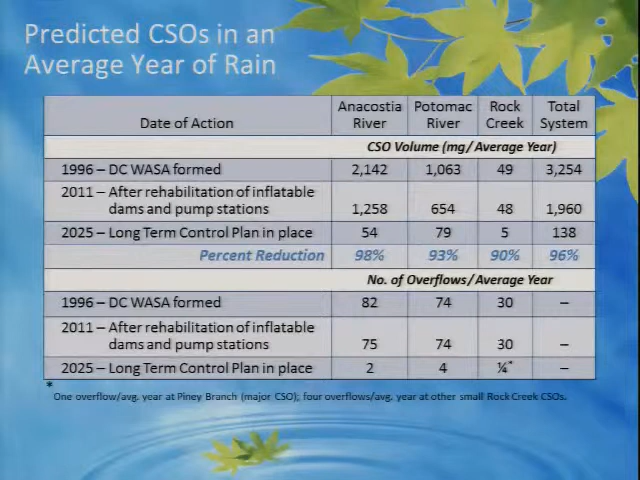 Predicted CSOs in an
Average Year of Rain
Date of Action Anacostia River Potomac River Rock Creek Total System
CSO Volume (mg/Average Year)
1996 – DC WASA formed 2,142 1,063 49 3,254
2011 – After rehabilitation of inflatable
dams and pump stations 1,258 654 48 1,960
2025 – Long Term Control Plan in place 54 79 5 138
Percent Reduction 98% 93% 90% 96%
No. of Overflows/Average Year
1996 – DC WASA formed 82 74 30 –
2011 – After rehabilitation of inflatable
dams and pump stations 75 74 30 –
2025 – Long Term Control Plan in place 2 4 ¼* –
* One overflow/avg. year at Piney Branch (major CSO); four overflows/avg. year at other small Rock Creek CSOs.